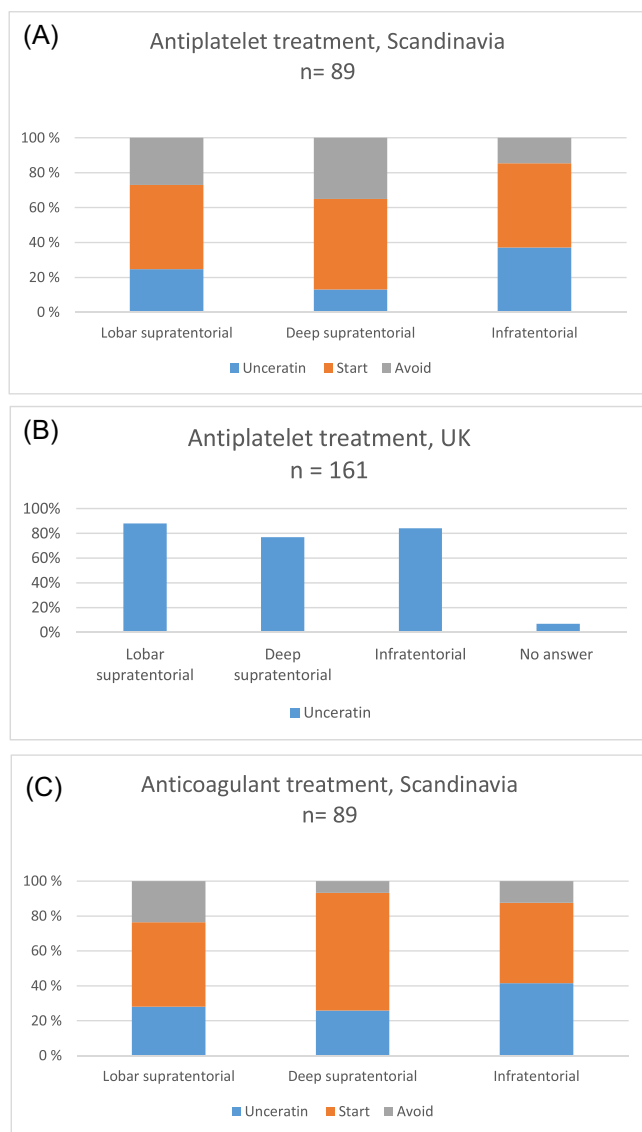 (A)
Antiplatelet treatment, Scandinavia
n= 89
100 %
80 %
60 %
40 %
20 %
0 %
Lobar supratentorial Deep supratentorial Infratentorial
Unceratin Start Avoid
(B)
Antiplatelet treatment, UK
n = 161
100%
80%
60%
40%
20%
0%
Lobar Deep Infratentorial No answer
supratentorial supratentorial
Unceratin
(C)
Anticoagulant treatment, Scandinavia
n= 89
100 %
80 %
60 %
40 %
20 %
0 %
Lobar supratentorial Deep supratentorial Infratentorial
Unceratin Start Avoid